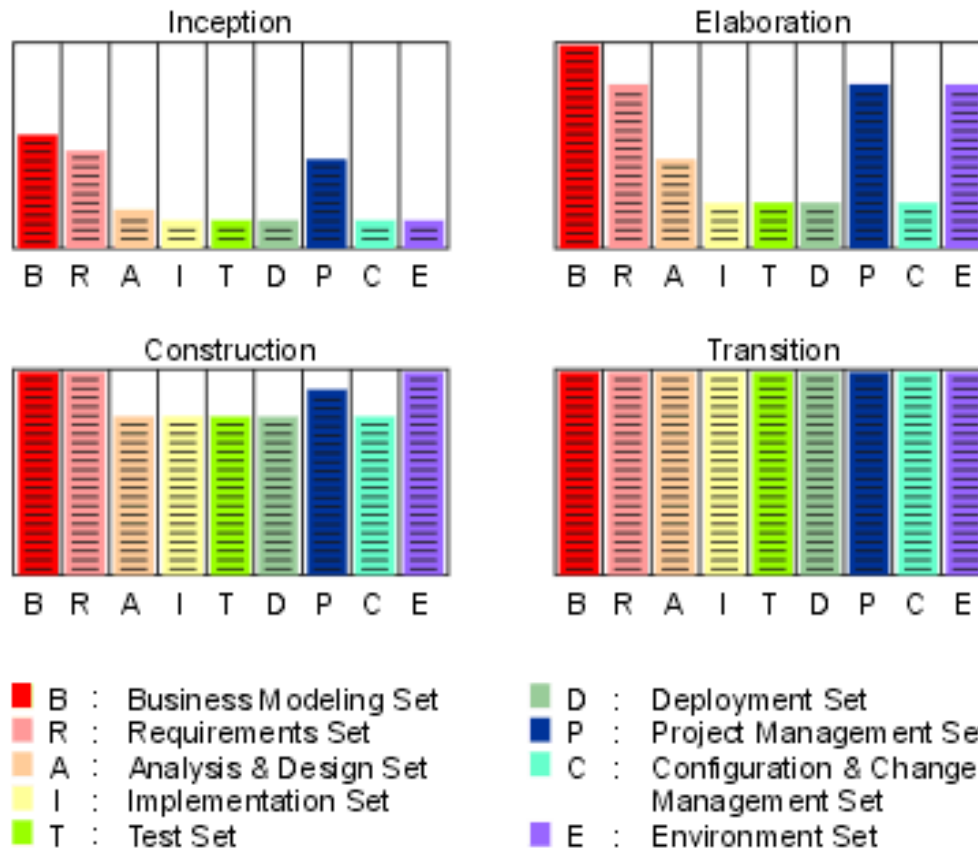 Inception
Elaboration
B R A I T D P C E
B R A I T D P C E
Construction
Transition
B R A I T D P C E
B R A I T D P C E
B : Business Modeling Set
R : Requirements Set
A : Analysis & Design Set
I : Implementation Set
T : Test Set
D : Deployment Set
P : Project Management Se
C : Configuration & Change
Management Set
E : Environment Set